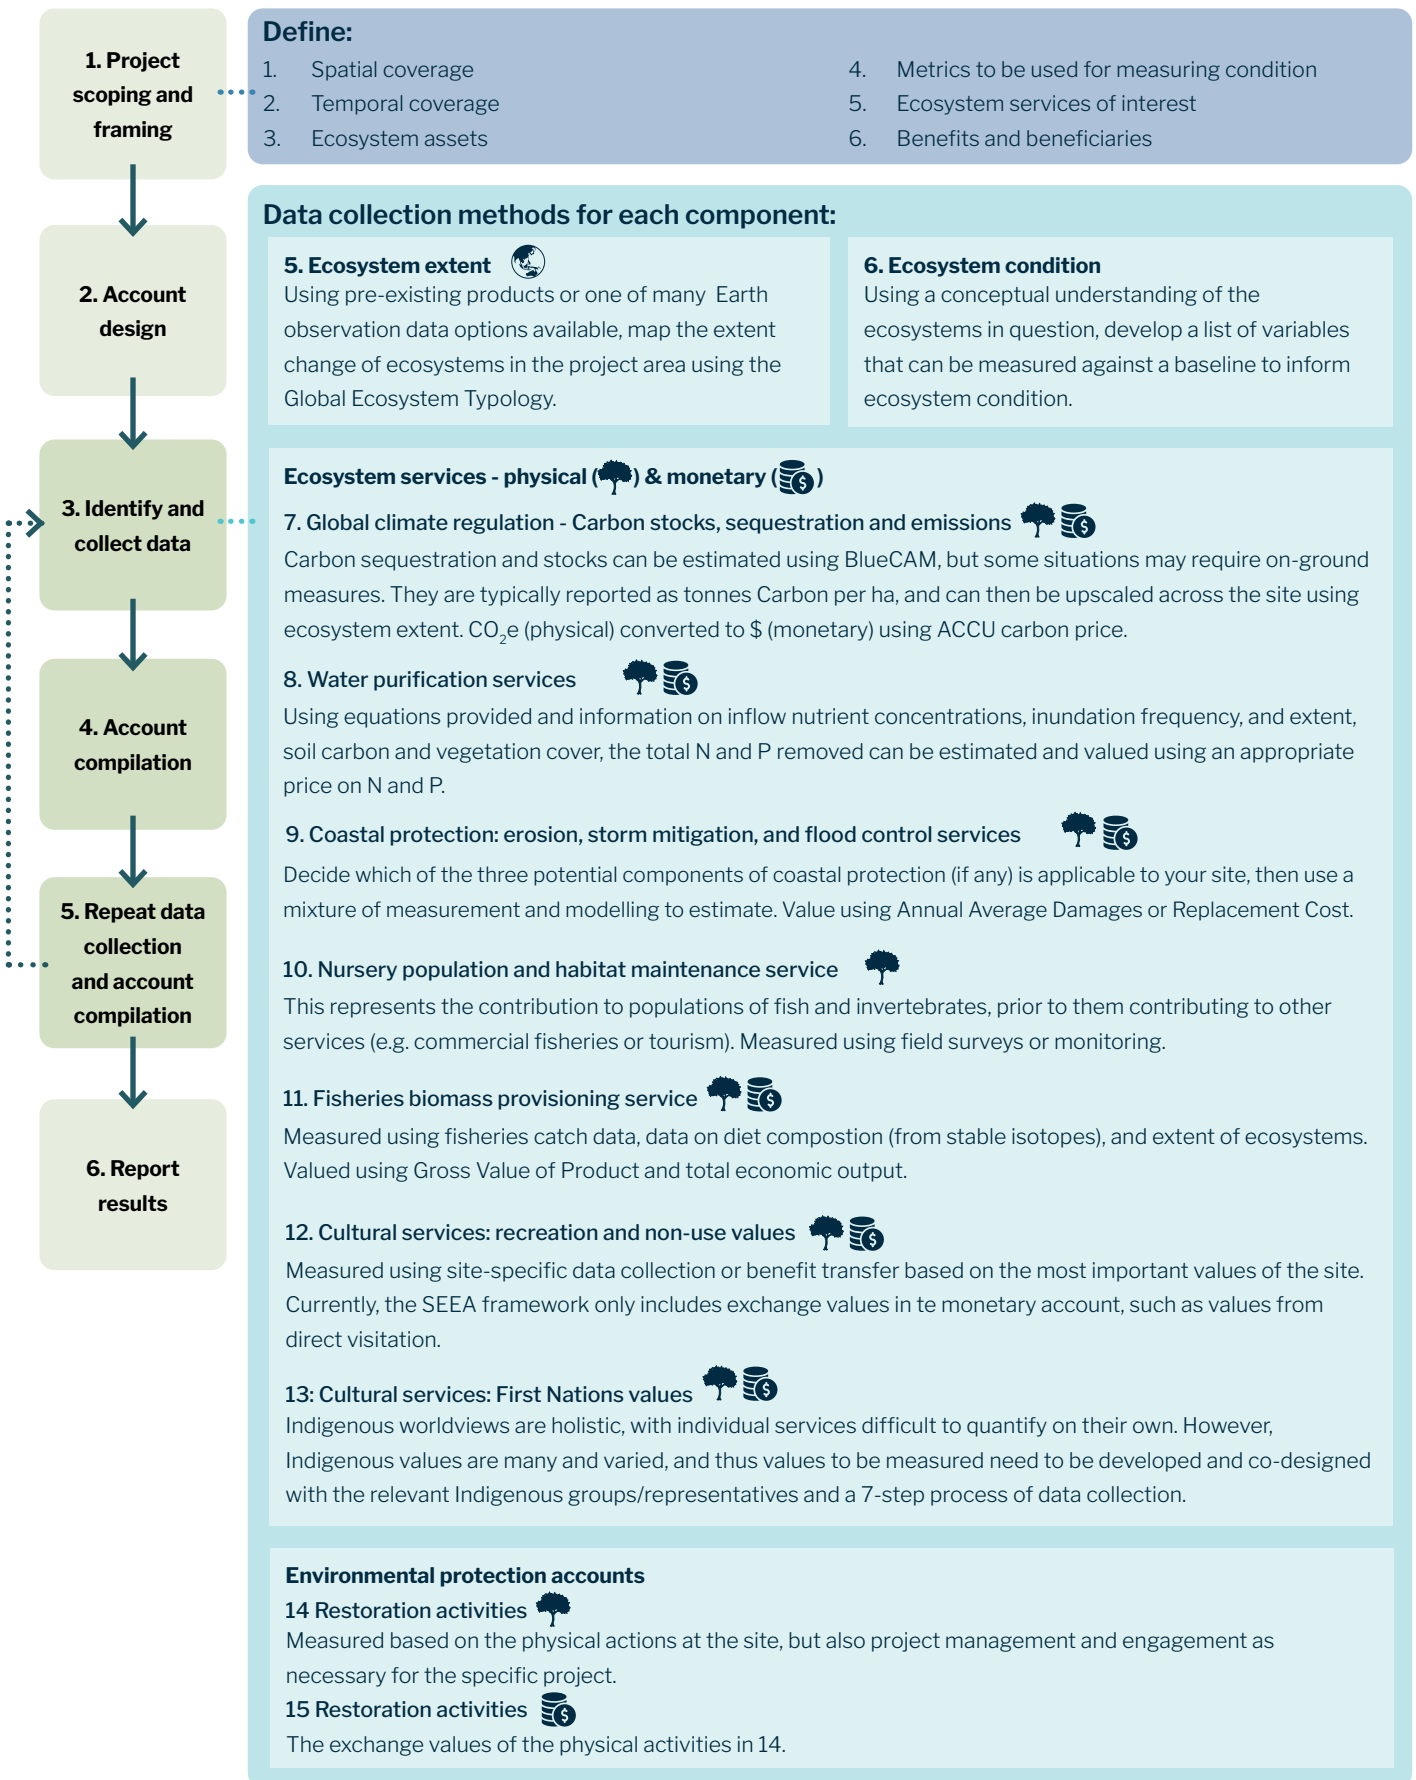 1. Project
scoping and
framing
2. Account
design
3. Identify and
collect data
4. Account
compilation
5. Repeat data
collection
and account
compilation
6. Report
results
Define:
1. Spatial coverage
2. Temporal coverage
3. Ecosystem assets
4. Metrics to be used for measuring condition
5. Ecosystem services of interest
6. Benefits and beneficiaries
Data collection methods for each component:
5. Ecosystem extent
Using pre-existing products or one of many Earth
observation data options available, map the extent
change of ecosystems in the project area using the
Global Ecosystem Typology.
6. Ecosystem condition
Using a conceptual understanding of the
ecosystems in question, develop a list of variables
that can be measured against a baseline to inform
ecosystem condition.
Ecosystem services - physical ( ) & monetary ( $ )
7. Global climate regulation - Carbon stocks, sequestration and emissions $
Carbon sequestration and stocks can be estimated using BlueCAM, but some situations may require on-ground
measures. They are typically reported as tonnes Carbon per ha, and can then be upscaled across the site using
ecosystem extent. CO₂e (physical) converted to $ (monetary) using ACCU carbon price.
8. Water purification services $
Using equations provided and information on inflow nutrient concentrations, inundation frequency, and extent,
soil carbon and vegetation cover, the total N and P removed can be estimated and valued using an appropriate
price on N and P.
9. Coastal protection: erosion, storm mitigation, and flood control services $
Decide which of the three potential components of coastal protection (if any) is applicable to your site, then use a
mixture of measurement and modelling to estimate. Value using Annual Average Damages or Replacement Cost.
10. Nursery population and habitat maintenance service
This represents the contribution to populations of fish and invertebrates, prior to them contributing to other
services (e.g. commercial fisheries or tourism). Measured using field surveys or monitoring.
11. Fisheries biomass provisioning service $
Measured using fisheries catch data, data on diet compostion (from stable isotopes), and extent of ecosystems.
Valued using Gross Value of Product and total economic output.
12. Cultural services: recreation and non-use values $
Measured using site-specific data collection or benefit transfer based on the most important values of the site.
Currently, the SEEA framework only includes exchange values in te monetary account, such as values from
direct visitation.
13: Cultural services: First Nations values $
Indigenous worldviews are holistic, with individual services difficult to quantify on their own. However,
Indigenous values are many and varied, and thus values to be measured need to be developed and co-designed
with the relevant Indigenous groups/representatives and a 7-step process of data collection.
Environmental protection accounts
14 Restoration activities
Measured based on the physical actions at the site, but also project management and engagement as
necessary for the specific project.
15 Restoration activities $
The exchange values of the physical activities in 14.